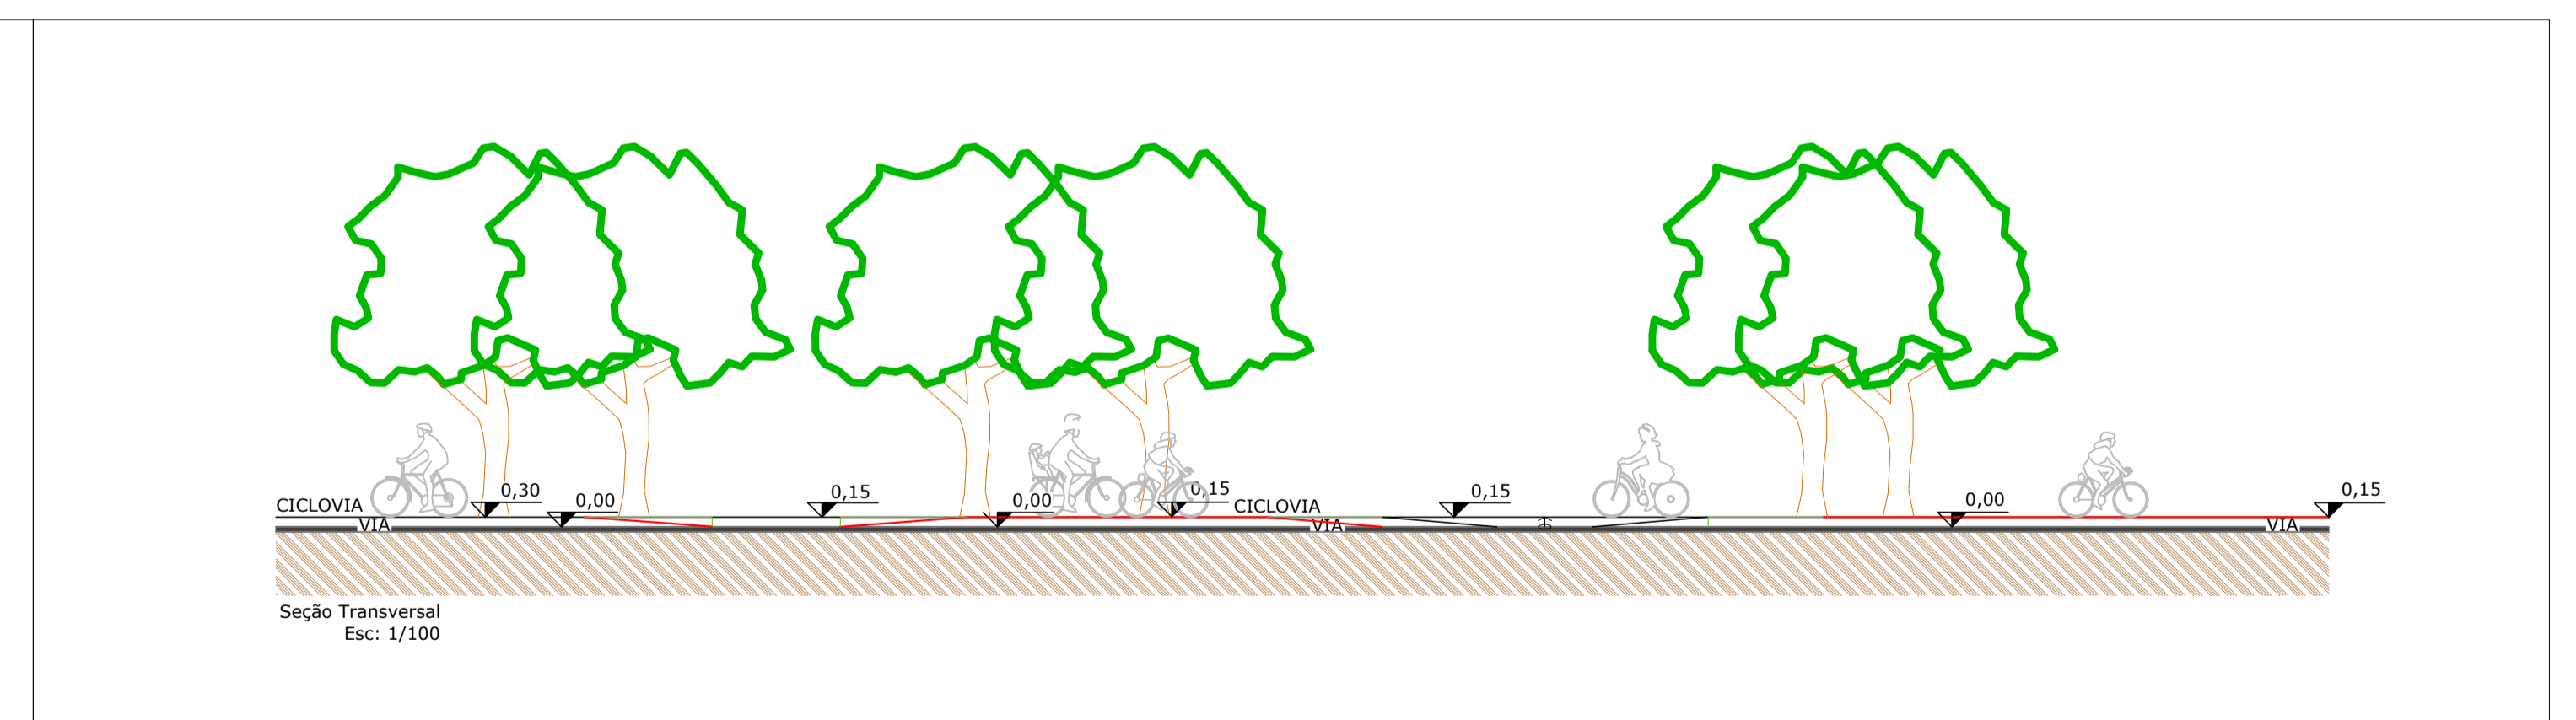 CICLOVIA
0,30
0,00
0,15
0,00
0,15
CICLOVIA
0,15
0,00
0,15
VIA
VIA
VIA
Seção Transversal
Esc: 1/100